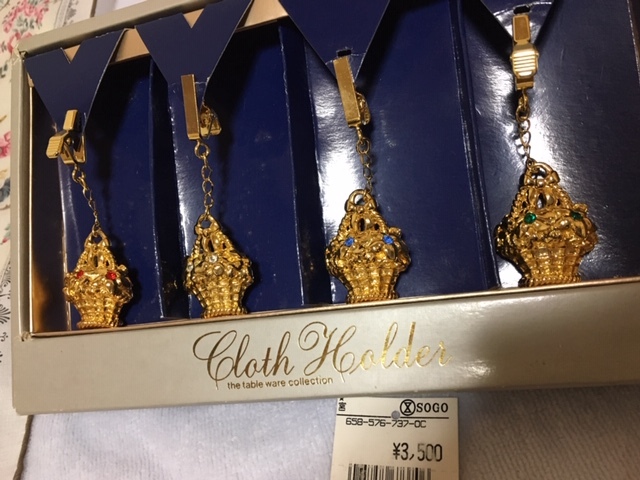 Cloth Holder
the table ware collection
SOGO
658-576-737-0C
¥3,500